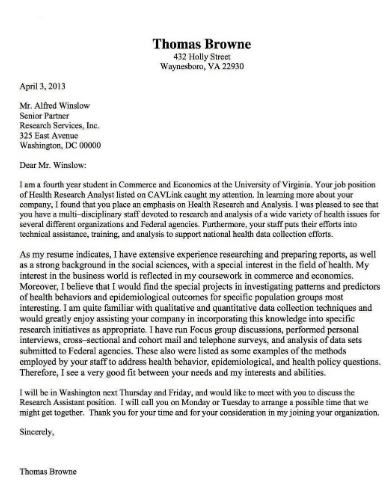 Thomas Browne
432 Holly Street
Waynesboro, VA 22930
April 3, 2013
Mr. Alfred Winslow
Senior Partner
Research Services, Inc.
325 East Avenue
Washington, DC 00000
Dear Mr. Winslow:
I am a fourth year student in Commerce and Economics at the University of Virginia. Your job position
of Health Research Analyst listed on CAVLink caught my attention. In learning more about your
company, I found that you place an emphasis on Health Research and Analysis. I was pleased to see that
you have a multi–disciplinary staff devoted to research and analysis of a wide variety of health issues for
several different organizations and Federal agencies. Furthermore, your staff puts their efforts into
technical assistance, training, and analysis to support national health data collection efforts.
As my resume indicates, I have extensive experience researching and preparing reports, as well
as a strong background in the social sciences, with a special interest in the field of health. My
interest in the business world is reflected in my coursework in commerce and economics.
Moreover, I believe that I would find the special projects in investigating patterns and predictors
of health behaviors and epidemiological outcomes for specific population groups most
interesting. I am quite familiar with qualitative and quantitative data collection techniques and
would greatly enjoy assisting your company in incorporating this knowledge into specific
research initiatives as appropriate. I have run Focus group discussions, performed personal
interviews, cross–sectional and cohort mail and telephone surveys, and analysis of data sets
submitted to Federal agencies. These also were listed as some examples of the methods
employed by your staff to address health behavior, epidemiological, and health policy questions.
Therefore, I see a very good fit between your needs and my interests and abilities.
I will be in Washington next Thursday and Friday, and would like to meet with you to discuss the
Research Assistant position. I will call you on Monday or Tuesday to arrange a possible time that we
might get together. Thank you for your time and for your consideration in my joining your organization.
Sincerely,
Thomas Browne